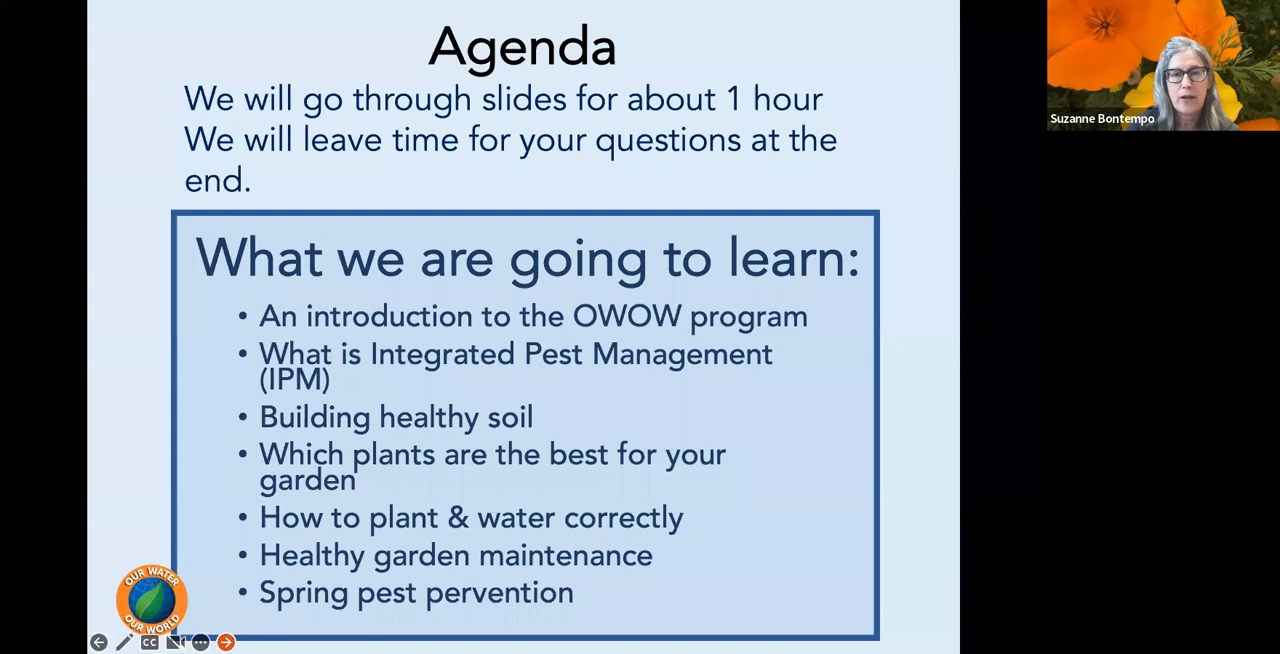 Agenda
We will go through slides for about 1 hour
We will leave time for your questions at the
end.
What we are going to learn:
• An introduction to the OWOW program
• What is Integrated Pest Management
(IPM)
• Building healthy soil
• Which plants are the best for your
garden
• How to plant & water correctly
• Healthy garden maintenance
• Spring pest pervention
OUR WATER
OUR WORLD
CC
Suzanne Bontempo